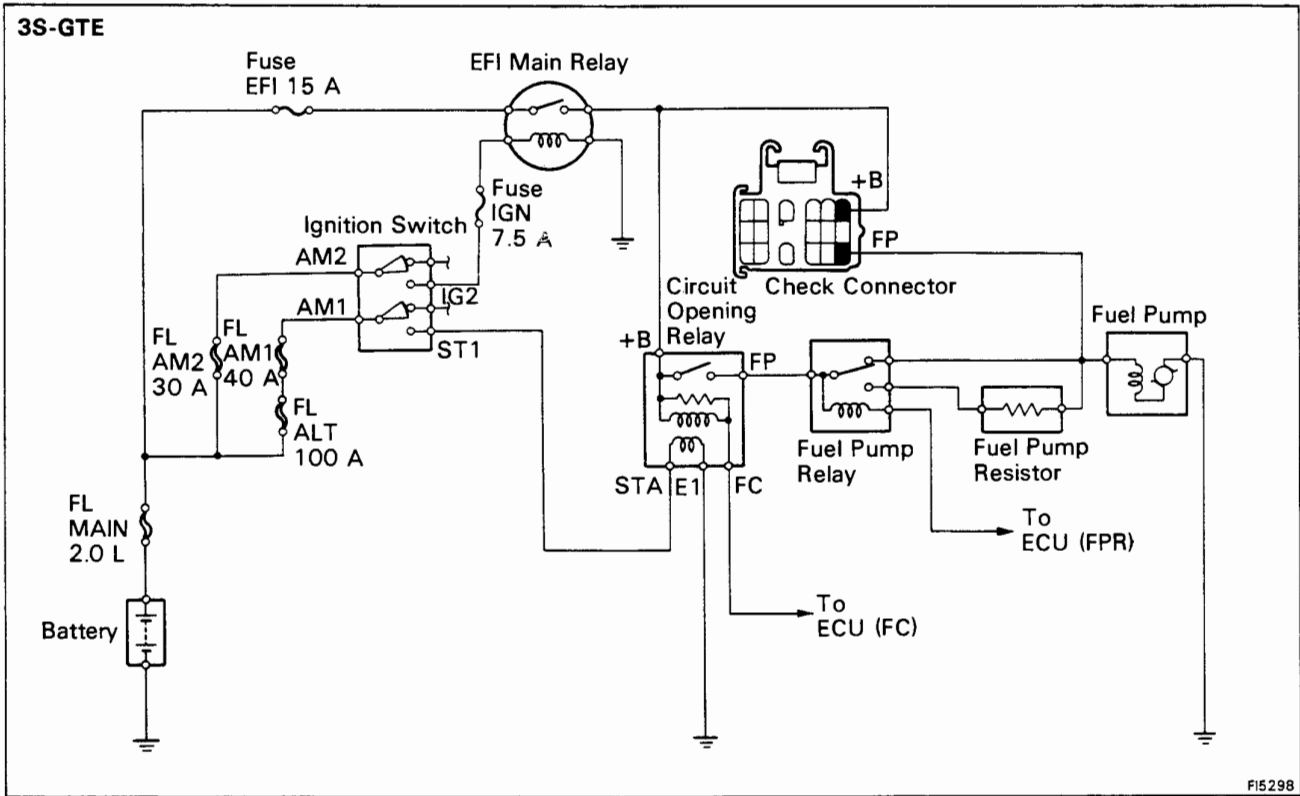 3S-GTE
Fuse
EFI 15 A
EFI Main Relay
Fuse
IGN
7.5 A
Ignition Switch
AM2
AM1
IG2
ST1
FL
AM2
30 A
FL
AM1
40 A
FL
ALT
100 A
FL
MAIN
2.0 L
Battery
+B
FP
Check Connector
Circuit
Opening
Relay
+B
FP
STA
E1
FC
Fuel Pump
Relay
Fuel Pump
Resistor
Fuel Pump
To
ECU (FPR)
To
ECU (FC)
FI5298